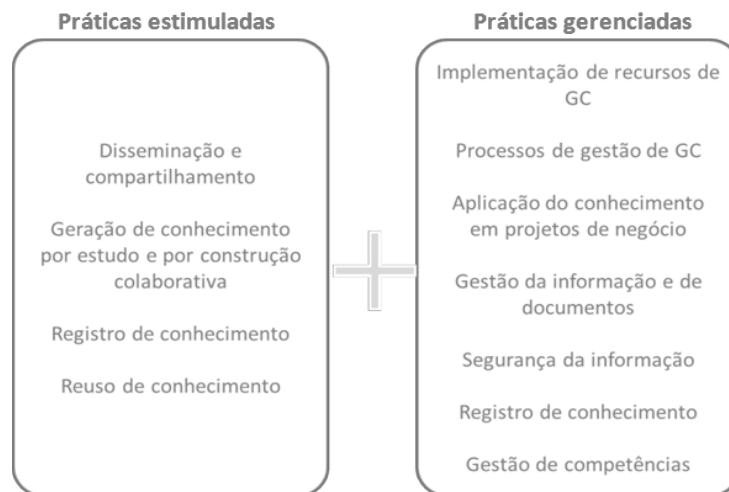 Práticas estimuladas
Disseminação e
compartilhamento
Geração de conhecimento
por estudo e por construção
colaborativa
Registro de conhecimento
Reuso de conhecimento
Práticas gerenciadas
Implementação de recursos de
GC
Processos de gestão de GC
Aplicação do conhecimento
em projetos de negócio
Gestão da informação e de
documentos
Segurança da informação
Registro de conhecimento
Gestão de competências